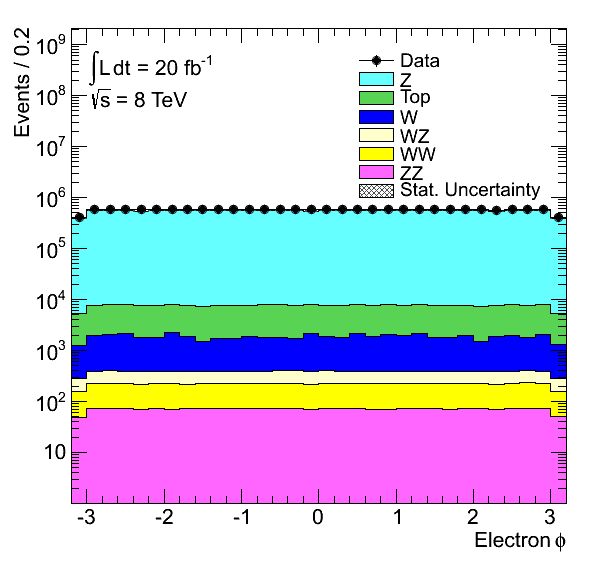 Events / 0.2
10⁹
10⁸
10⁷
10⁶
10⁵
10⁴
10³
10²
10
∫L dt = 20 fb⁻¹
√s = 8 TeV
Data
Z
Top
W
WZ
WW
ZZ
Stat. Uncertainty
-3 -2 -1 0 1 2 3
Electron ϕ